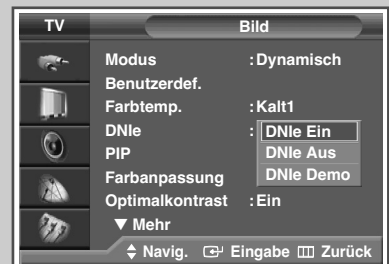 TV Bild
Modus : Dynamisch
Benutzerdef.
Farbtemp. : Kalt1
DNIe : DNIe Ein
PIP DNIe Aus
Farbanpassung DNIe Demo
Optimalkontrast : Ein
▼ Mehr
Navig. Eingabe Zurück